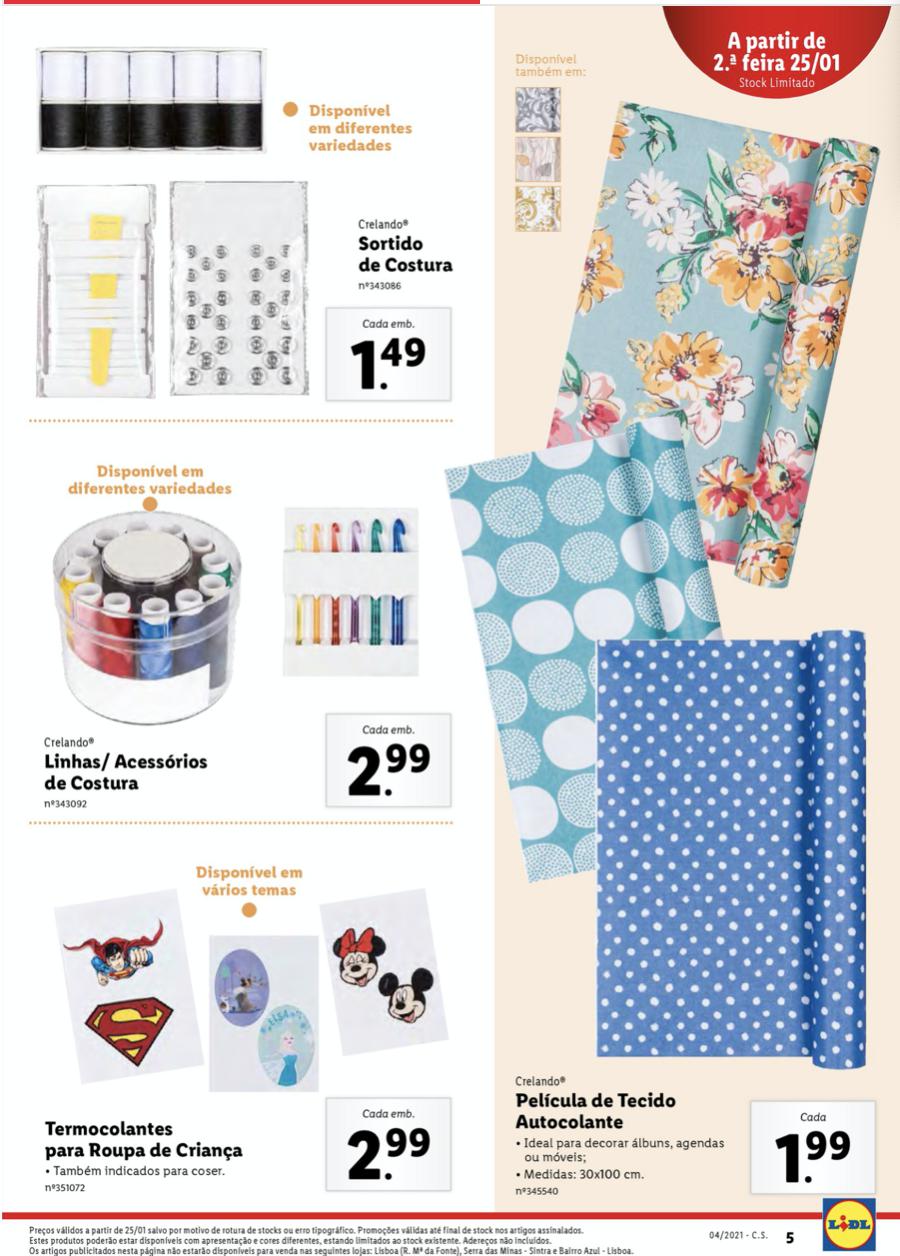 A partir de
2.ª feira 25/01
Stock Limitado
Disponível
em diferentes
variedades
Crelando®
Sortido
de Costura
nº343086
Cada emb.
1.49
Disponível em
diferentes variedades
Crelando®
Linhas/ Acessórios
de Costura
nº343092
Cada emb.
2.99
Disponível em
vários temas
ELSA
Termocolantes
para Roupa de Criança
• Também indicados para coser.
nº351072
Cada emb.
2.99
Disponível
também em:
Crelando®
Película de Tecido
Autocolante
• Ideal para decorar álbuns, agendas
ou móveis;
• Medidas: 30x100 cm.
nº345540
Cada
1.99
Preços válidos a partir de 25/01 salvo por motivo de rotura de stocks ou erro tipográfico. Promoções válidas até final de stock nos artigos assinalados.
Estes produtos poderão estar disponíveis com apresentação e cores diferentes, estando limitados ao stock existente. Adereços não incluídos.
Os artigos publicitados nesta página não estarão disponíveis para venda nas seguintes lojas: Lisboa (R. Mª da Fonte), Serra das Minas - Sintra e Bairro Azul - Lisboa.
04/2021 - C.S. 5
LIDL